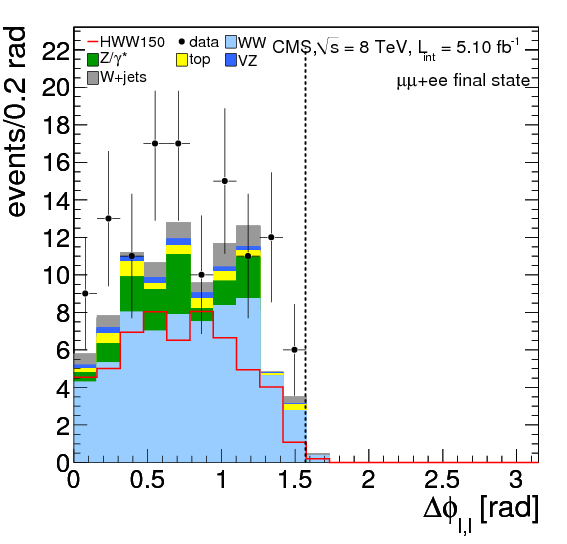 HWW150 data WW CMS,√s = 8 TeV, L_int = 5.10 fb⁻¹
Z/γ* top VZ
W+jets μμ+ee final state
events/0.2 rad
22
20
18
16
14
12
10
8
6
4
2
0
0 0.5 1 1.5 2 2.5 3
Δϕ_l,l [rad]